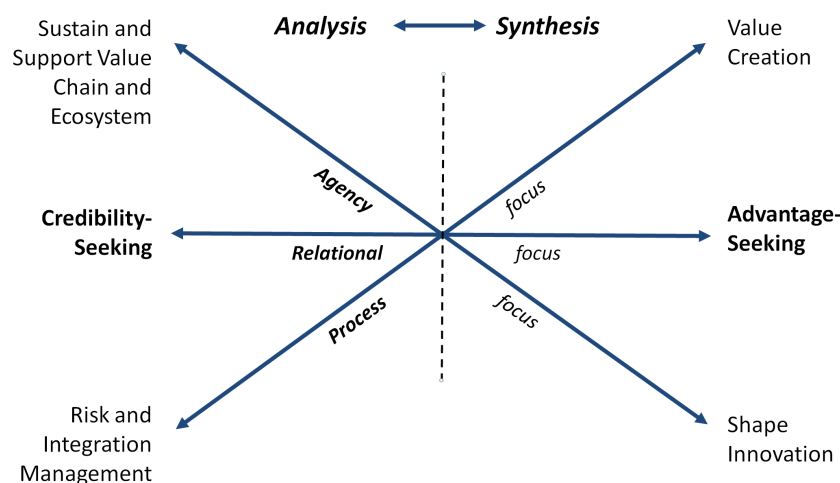 Sustain and
Support Value
Chain and
Ecosystem
Analysis
Synthesis
Value
Creation
Agency
focus
Credibility-
Seeking
Relational
focus
Advantage-
Seeking
Process
focus
Risk and
Integration
Management
Shape
Innovation